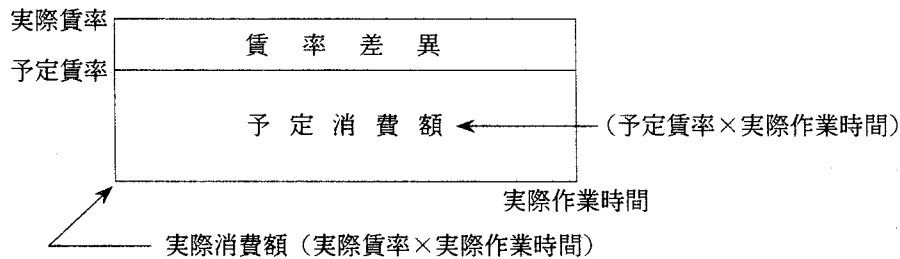 実際賃率
賃率差異
予定賃率
予定消費額
(予定賃率×実際作業時間)
実際作業時間
実際消費額(実際賃率×実際作業時間)